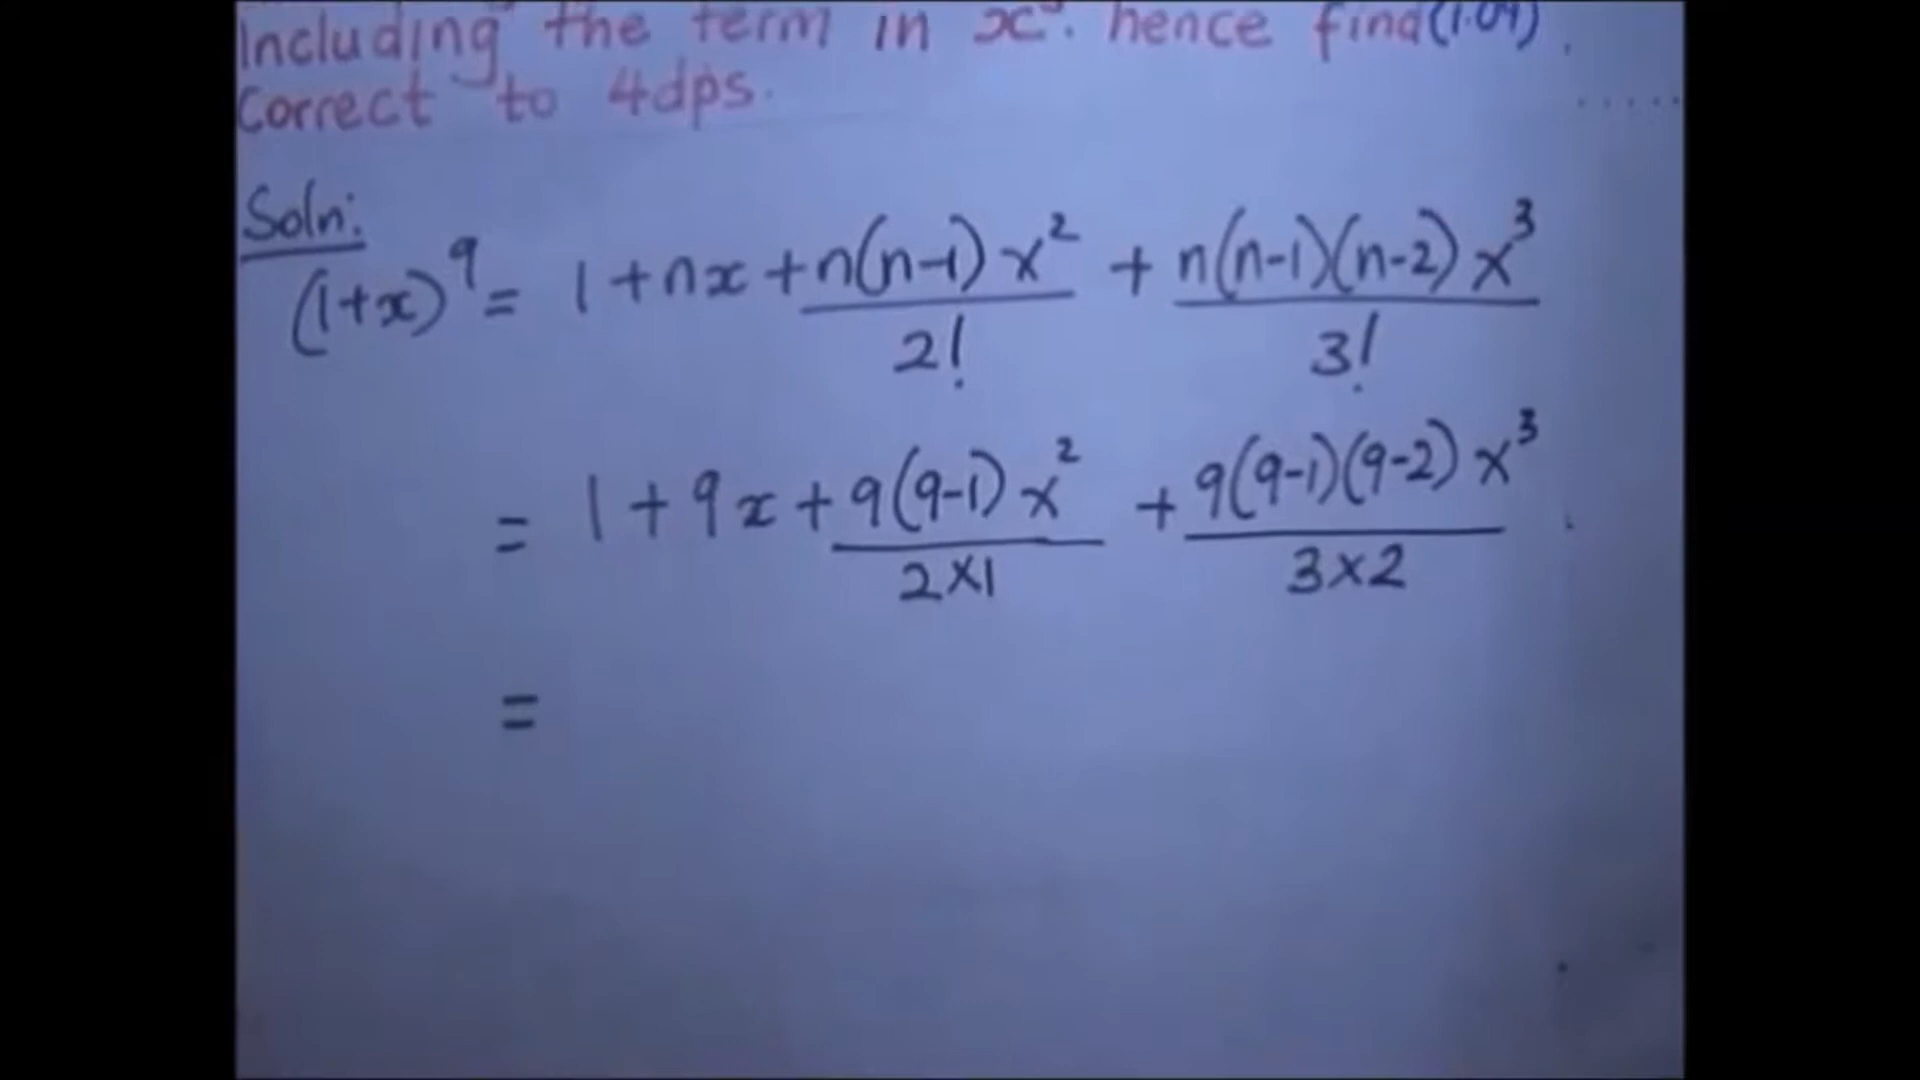 Including the term in x³. hence find (1.04).
Correct to 4dps.
Soln:
(1+x)⁹ = 1 + nx + n(n-1)x²/2! + n(n-1)(n-2)x³/3!
= 1 + 9x + 9(9-1)x²/2×1 + 9(9-1)(9-2)x³/3×2
=